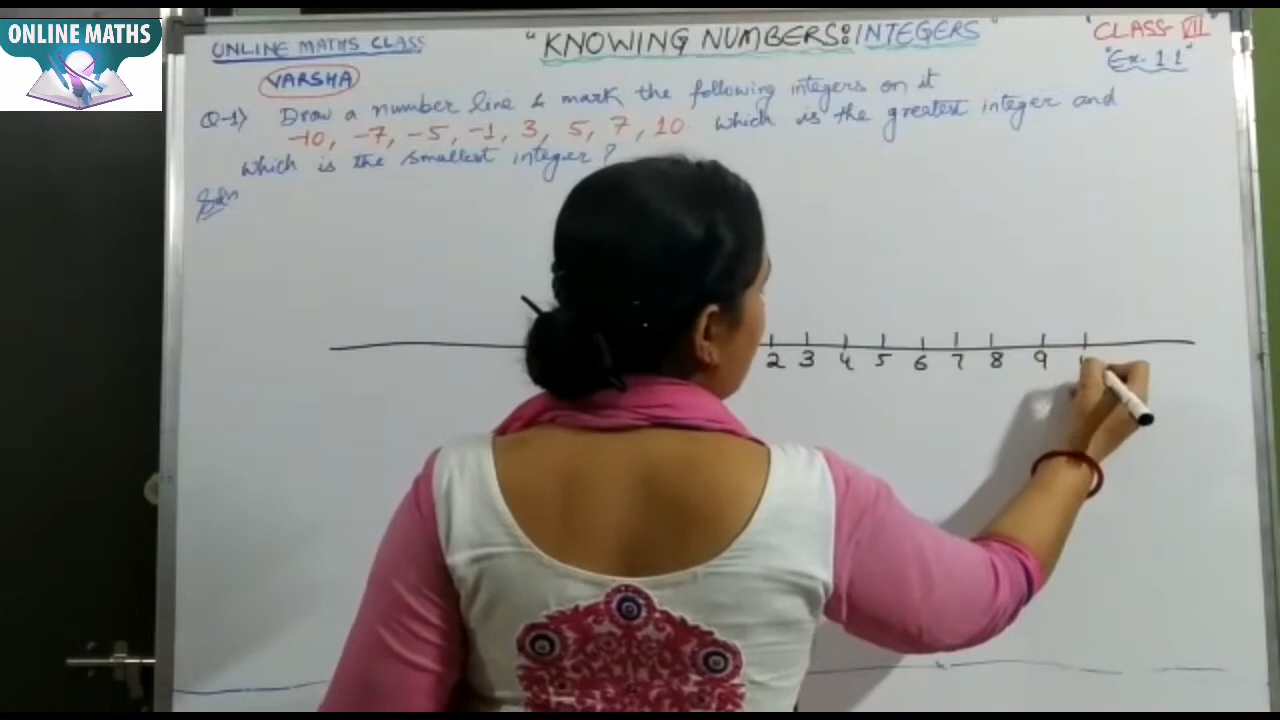 ONLINE MATHS
ONLINE MATHS CLASS
"KNOWING NUMBERS: INTEGERS"
"CLASS VII"
"Ex-1.1"
VARSHA
Q-1) Draw a number line & mark the following integers on it
-10, -7, -5, -1, 3, 5, 7, 10. Which is the greatest integer and
which is the smallest integer?
Soln
2 3 4 5 6 7 8 9 1